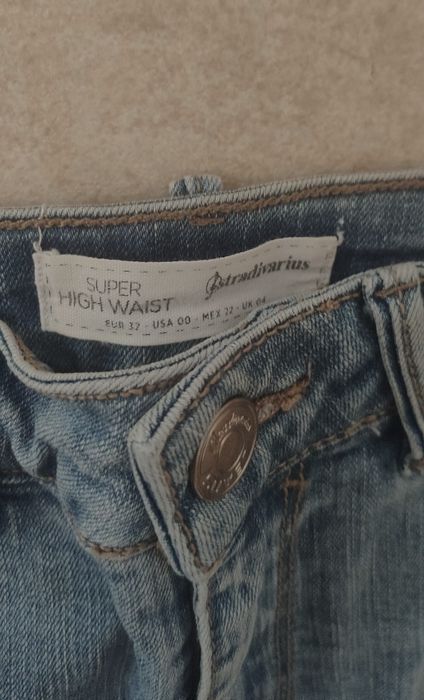 SUPER
HIGH WAIST
Stradivarius
EUR 32 · USA 00 · MEX 22 · UK 04